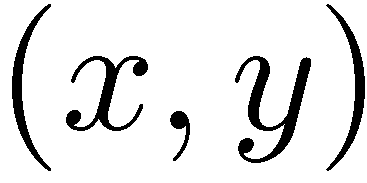 (x, y)